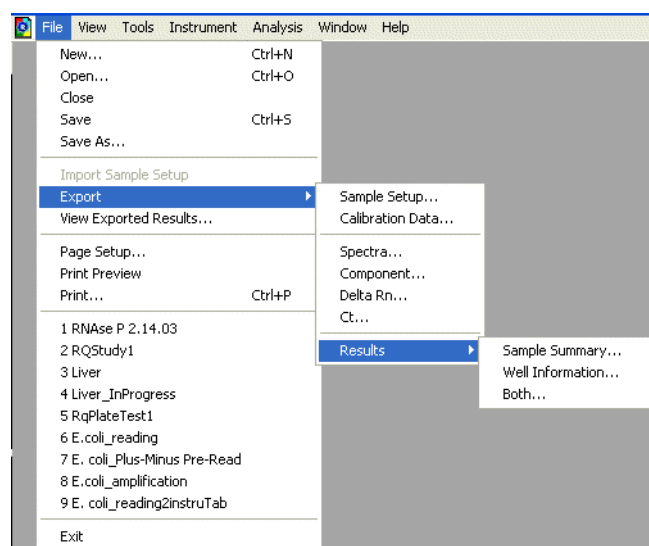 File View Tools Instrument Analysis Window Help
New... Ctrl+N
Open... Ctrl+O
Close
Save Ctrl+S
Save As...
Import Sample Setup
Export
View Exported Results...
Page Setup...
Print Preview
Print... Ctrl+P
1 RNAse P 2.14.03
2 RQStudy1
3 Liver
4 Liver_InProgress
5 RqPlateTest1
6 E.coli_reading
7 E. coli_Plus-Minus Pre-Read
8 E.coli_amplification
9 E. coli_reading2instruTab
Exit
Sample Setup...
Calibration Data...
Spectra...
Component...
Delta Rn...
Ct...
Results
Sample Summary...
Well Information...
Both...